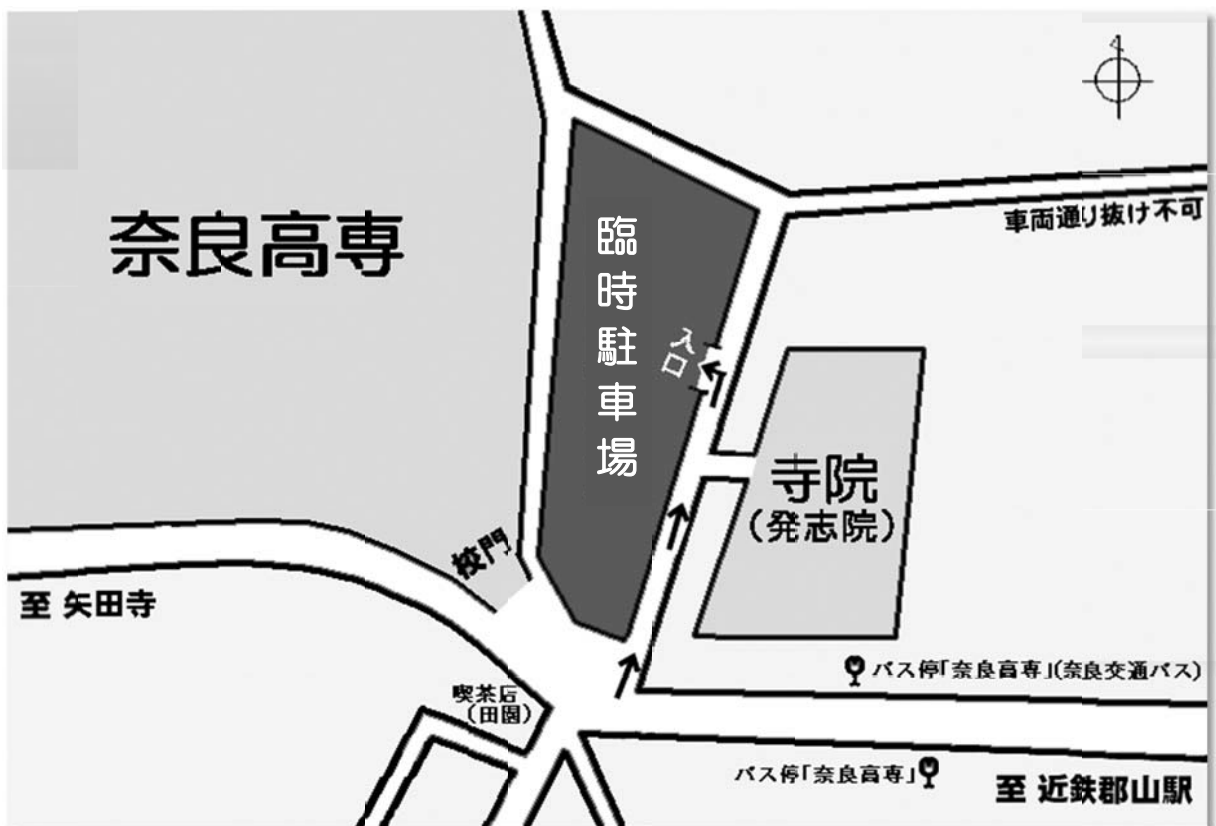 奈良高専
臨時駐車場
入口
車両通り抜け不可
寺院
(発志院)
校門
至 矢田寺
バス停「奈良高専」(奈良交通バス)
喫茶店
(田園)
バス停「奈良高専」
至 近鉄郡山駅